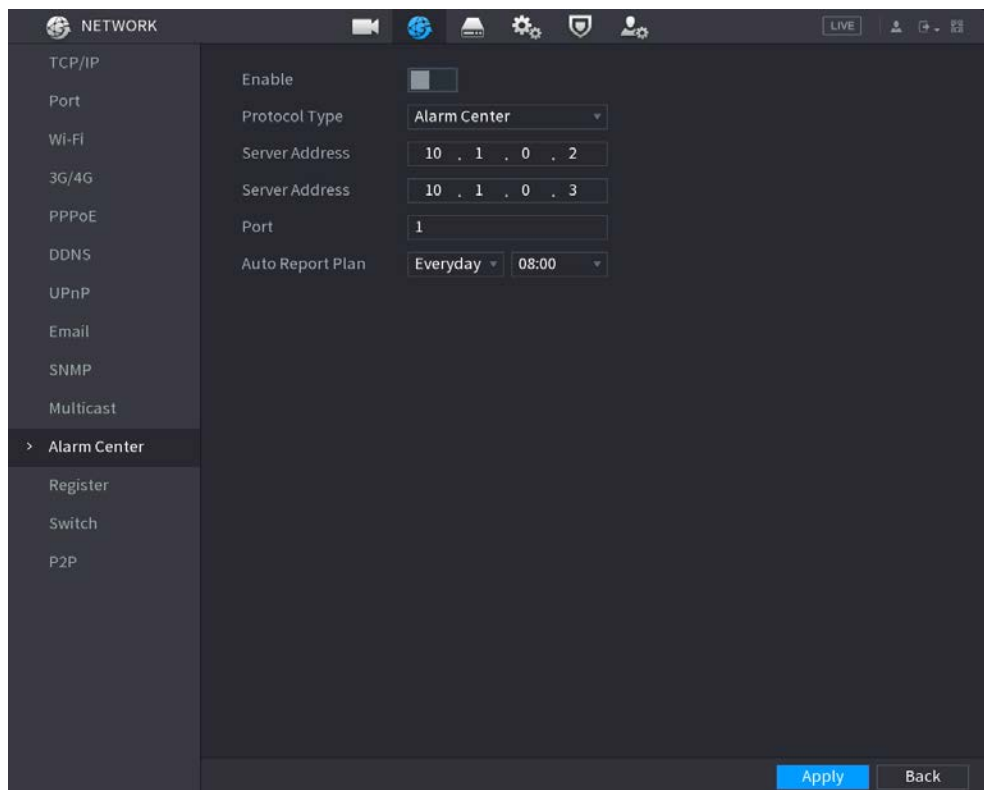 NETWORK LIVE
TCP/IP
Port
Wi-Fi
3G/4G
PPPoE
DDNS
UPnP
Email
SNMP
Multicast
> Alarm Center
Register
Switch
P2P
Enable
Protocol Type Alarm Center
Server Address 10 . 1 . 0 . 2
Server Address 10 . 1 . 0 . 3
Port 1
Auto Report Plan Everyday 08:00
Apply Back